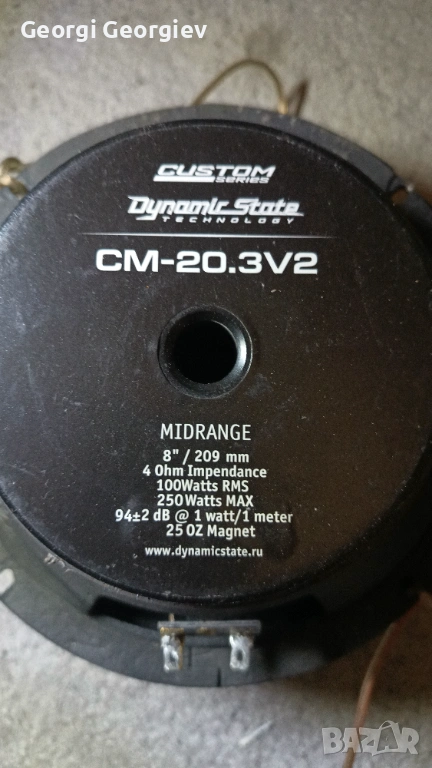 Georgi Georgiev
CUSTOM
SERIES
Dynamic State
TECHNOLOGY
CM-20.3V2
MIDRANGE
8" / 209 mm
4 Ohm Impendance
100Watts RMS
250Watts MAX
94±2 dB @ 1 watt/1 meter
25 OZ Magnet
www.dynamicstate.ru
BAZAR